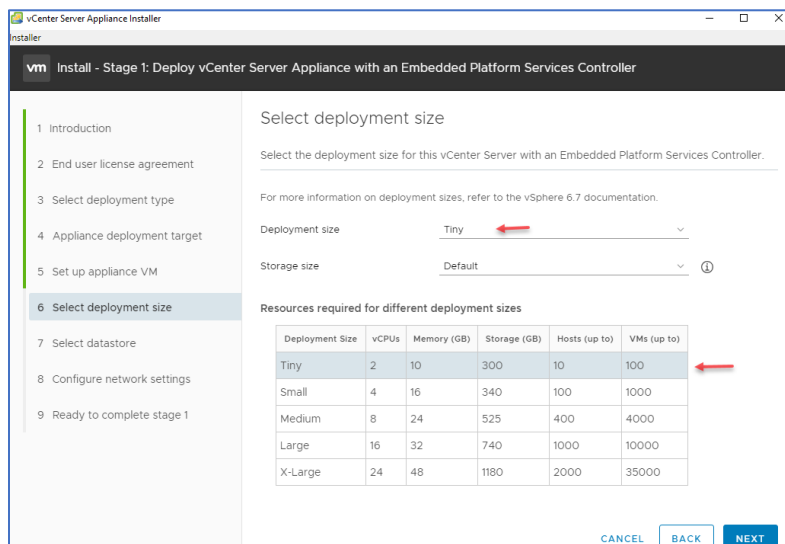 vCenter Server Appliance Installer
Installer
vm Install - Stage 1: Deploy vCenter Server Appliance with an Embedded Platform Services Controller
1 Introduction
2 End user license agreement
3 Select deployment type
4 Appliance deployment target
5 Set up appliance VM
6 Select deployment size
7 Select datastore
8 Configure network settings
9 Ready to complete stage 1
Select deployment size
Select the deployment size for this vCenter Server with an Embedded Platform Services Controller.
For more information on deployment sizes, refer to the vSphere 6.7 documentation.
Deployment size Tiny
Storage size Default
Resources required for different deployment sizes
Deployment Size vCPUs Memory (GB) Storage (GB) Hosts (up to) VMs (up to)
Tiny 2 10 300 10 100
Small 4 16 340 100 1000
Medium 8 24 525 400 4000
Large 16 32 740 1000 10000
X-Large 24 48 1180 2000 35000
CANCEL BACK NEXT